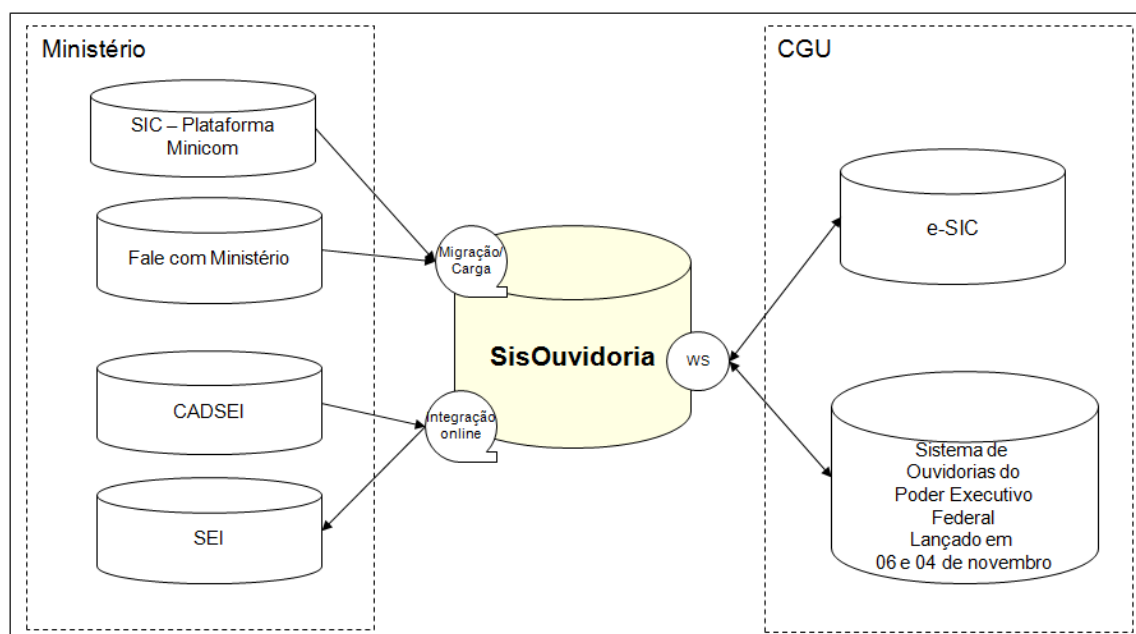 Ministério
SIC – Plataforma
Minicom
Fale com Ministério
CADSEI
SEI
Migração/
Carga
SisOuvidoria
WS
Integração
online
CGU
e-SIC
Sistema de
Ouvidorias do
Poder Executivo
Federal
Lançado em
06 e 04 de novembro